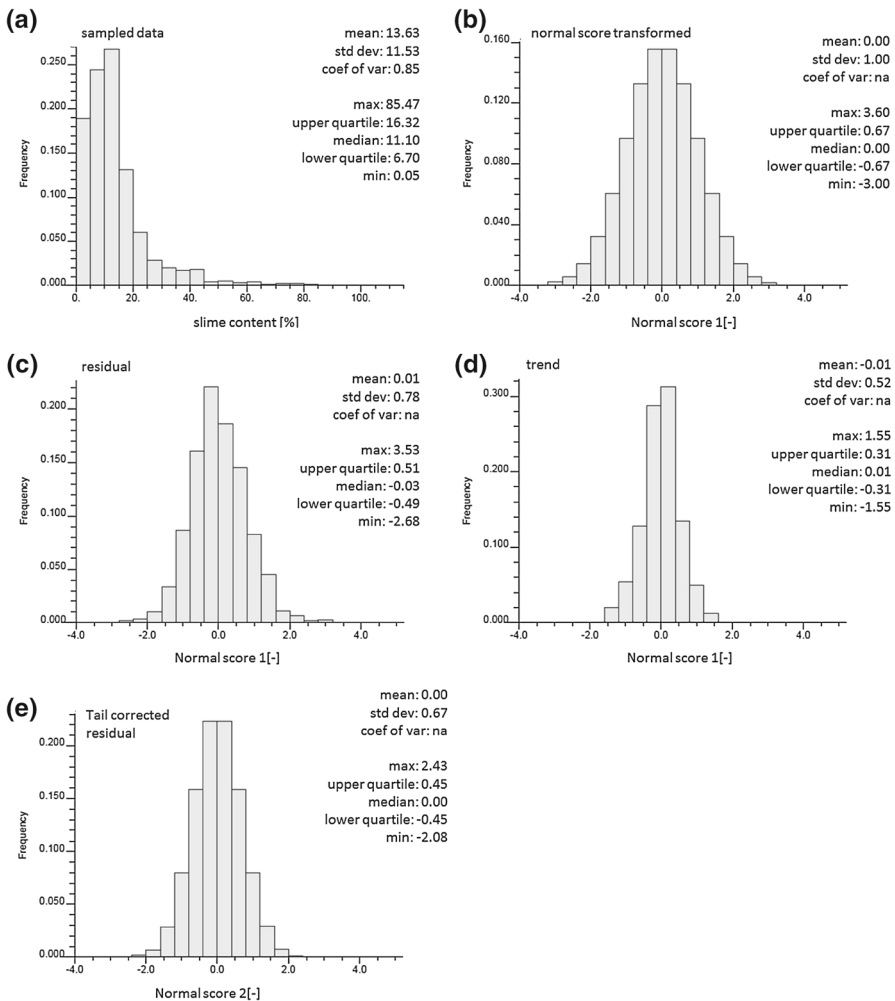 (a)
sampled data
mean: 13.63
std dev: 11.53
coef of var: 0.85
max: 85.47
upper quartile: 16.32
median: 11.10
lower quartile: 6.70
min: 0.05
Frequency
0.250
0.200
0.150
0.100
0.050
0.000
0. 20.0 40.0 60.0 80.0 100.
slime content [%]
(b)
normal score transformed
mean: 0.00
std dev: 1.00
coef of var: na
max: 3.60
upper quartile: 0.67
median: 0.00
lower quartile: -0.67
min: -3.00
Frequency
0.160
0.120
0.080
0.040
0.000
-4.0 -2.0 0.0 2.0 4.0
Normal score 1[-]
(c)
residual
mean: 0.01
std dev: 0.78
coef of var: na
max: 3.53
upper quartile: 0.51
median: -0.03
lower quartile: -0.49
min: -2.68
Frequency
0.200
0.150
0.100
0.050
0.000
-4.0 -2.0 0.0 2.0 4.0
Normal score 1[-]
(d)
trend
mean: -0.01
std dev: 0.52
coef of var: na
max: 1.55
upper quartile: 0.31
median: 0.01
lower quartile: -0.31
min: -1.55
Frequency
0.300
0.200
0.100
0.000
-4.0 -2.0 0.0 2.0 4.0
Normal score 1[-]
(e)
Tail corrected
residual
mean: 0.00
std dev: 0.67
coef of var: na
max: 2.43
upper quartile: 0.45
median: 0.00
lower quartile: -0.45
min: -2.08
Frequency
0.200
0.150
0.100
0.050
0.000
-4.0 -2.0 0.0 2.0 4.0
Normal score 2[-]